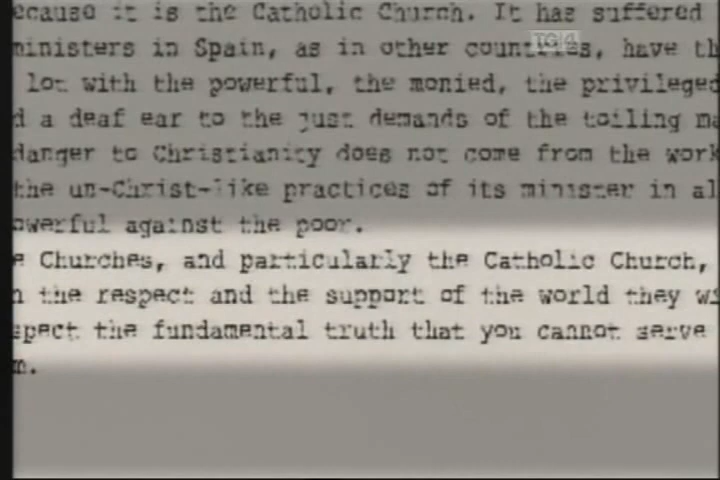 ecause it is the Catholic Church. It has suffered
ministers in Spain, as in other countries, have th
lot with the powerful, the monied, the privileged
d a deaf ear to the just demands of the toiling ma
danger to Christianity does not come from the work
the un-Christ-like practices of its minister in al
owerful against the poor.
e Churches, and particularly the Catholic Church,
n the respect and the support of the world they wi
spect the fundamental truth that you cannot serve
m.
TG4